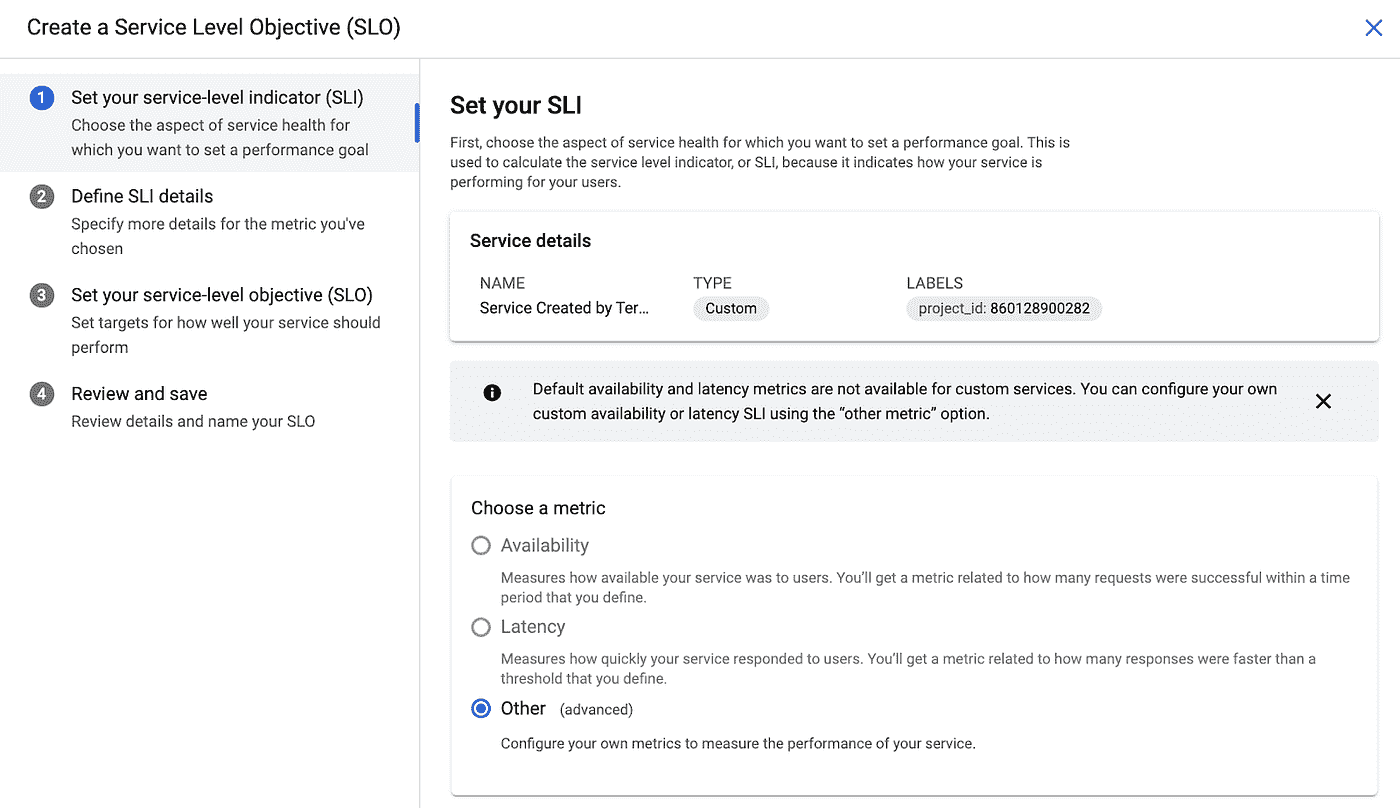 Create a Service Level Objective (SLO)
1 Set your service-level indicator (SLI)
Choose the aspect of service health for
which you want to set a performance goal
2 Define SLI details
Specify more details for the metric you've
chosen
3 Set your service-level objective (SLO)
Set targets for how well your service should
perform
4 Review and save
Review details and name your SLO
Set your SLI
First, choose the aspect of service health for which you want to set a performance goal. This is
used to calculate the service level indicator, or SLI, because it indicates how your service is
performing for your users.
Service details
NAME TYPE LABELS
Service Created by Ter... Custom project_id: 860128900282
Default availability and latency metrics are not available for custom services. You can configure your own
custom availability or latency SLI using the “other metric” option.
Choose a metric
Availability
Measures how available your service was to users. You’ll get a metric related to how many requests were successful within a time
period that you define.
Latency
Measures how quickly your service responded to users. You’ll get a metric related to how many responses were faster than a
threshold that you define.
Other (advanced)
Configure your own metrics to measure the performance of your service.